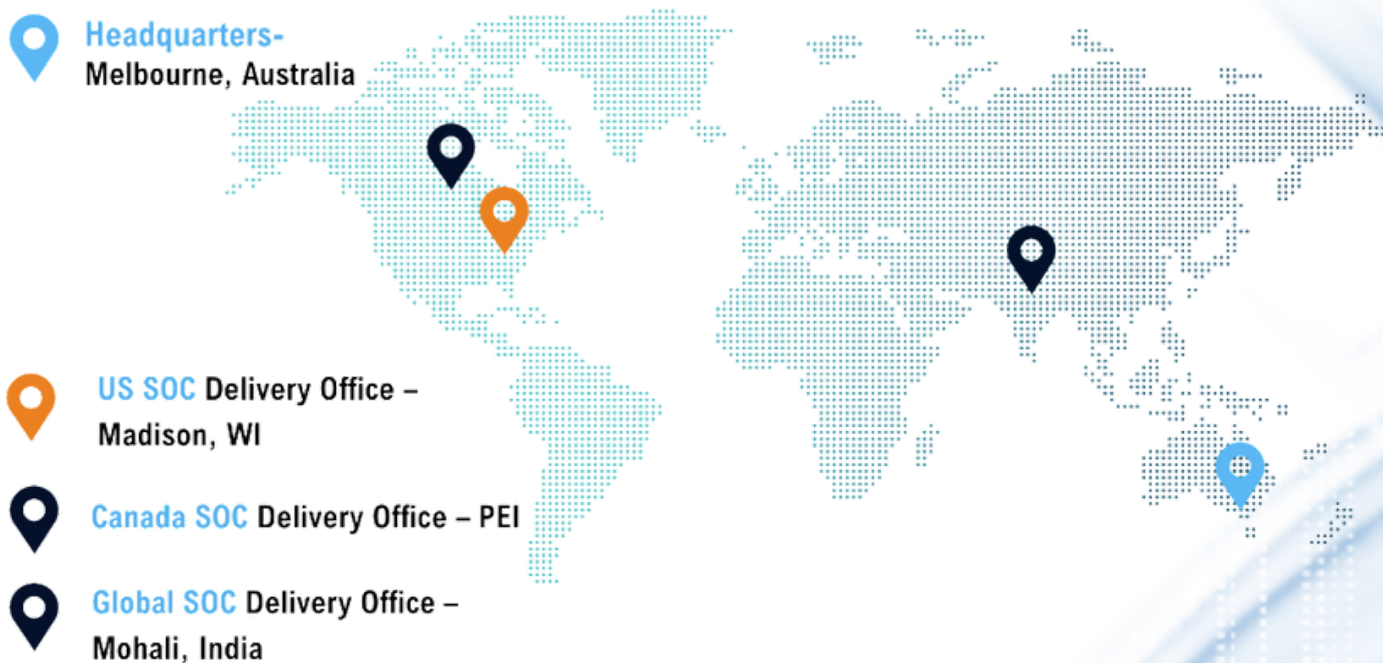 Headquarters-
Melbourne, Australia
US SOC Delivery Office –
Madison, WI
Canada SOC Delivery Office – PEI
Global SOC Delivery Office –
Mohali, India